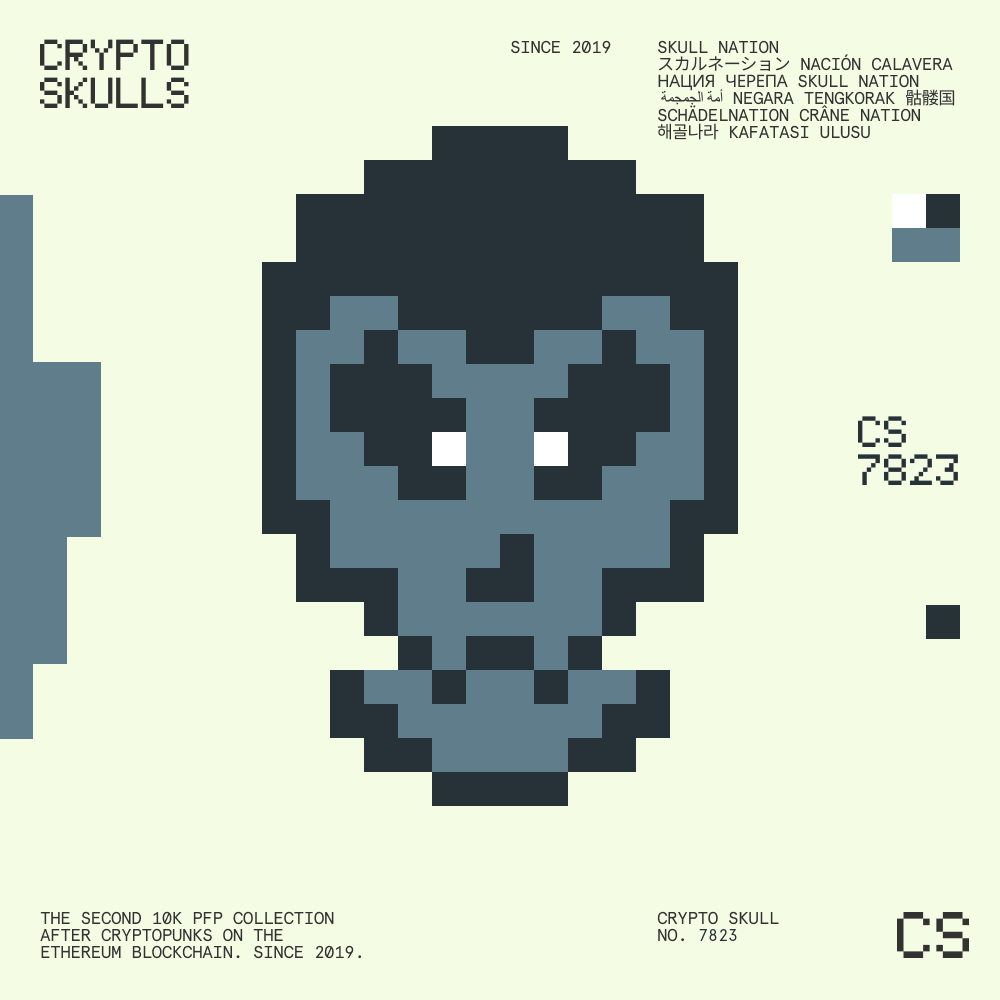 CRYPTO
SKULLS
SINCE 2019
SKULL NATION
スカルネーション NACIÓN CALAVERA
НАЦИЯ ЧЕРЕПА SKULL NATION
أمة الجمجمة NEGARA TENGKORAK 骷髅国
SCHÄDELNATION CRÂNE NATION
해골나라 KAFATASI ULUSU
CS
7823
THE SECOND 10K PFP COLLECTION
AFTER CRYPTOPUNKS ON THE
ETHEREUM BLOCKCHAIN. SINCE 2019.
CRYPTO SKULL
NO. 7823
CS